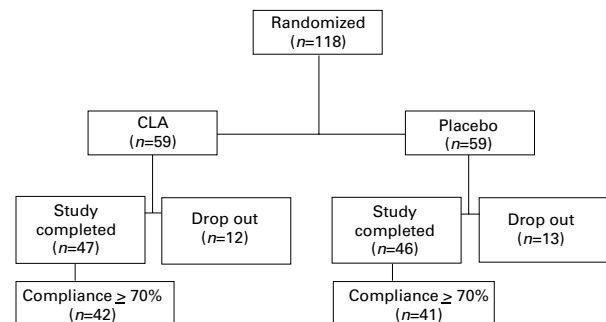 Randomized
(n=118)
CLA
(n=59)
Placebo
(n=59)
Study
completed
(n=47)
Drop out
(n=12)
Study
completed
(n=46)
Drop out
(n=13)
Compliance ≥ 70%
(n=42)
Compliance ≥ 70%
(n=41)